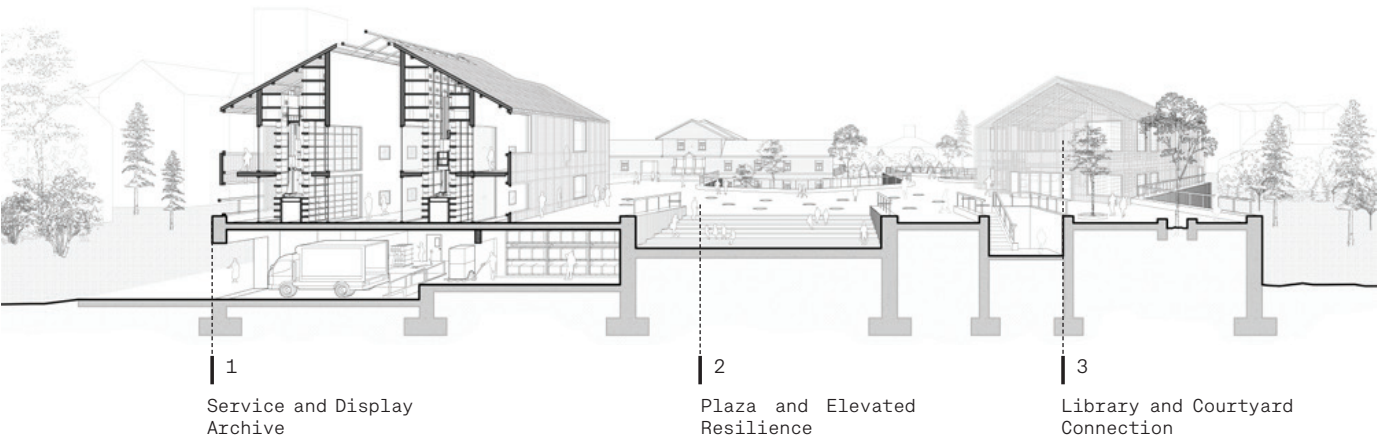 1
Service and Display
Archive
2
Plaza and Elevated
Resilience
3
Library and Courtyard
Connection